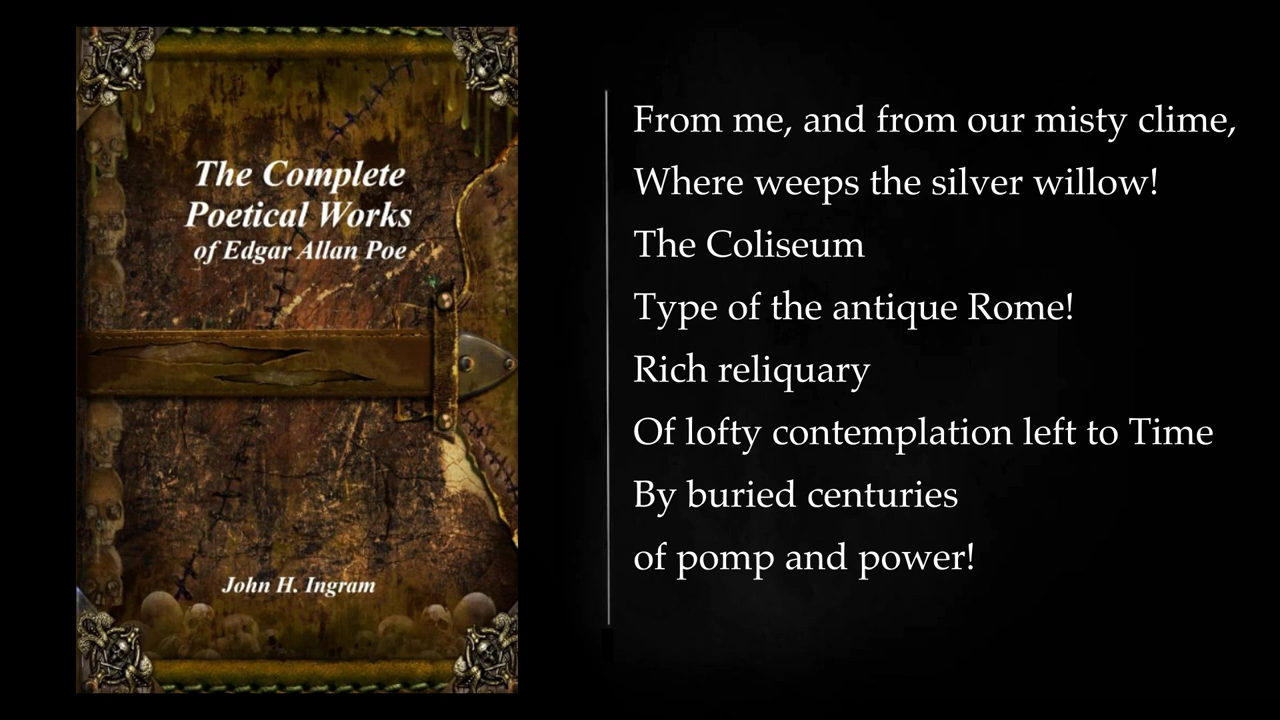 The Complete
Poetical Works
of Edgar Allan Poe
John H. Ingram
From me, and from our misty clime,
Where weeps the silver willow!
The Coliseum
Type of the antique Rome!
Rich reliquary
Of lofty contemplation left to Time
By buried centuries
of pomp and power!